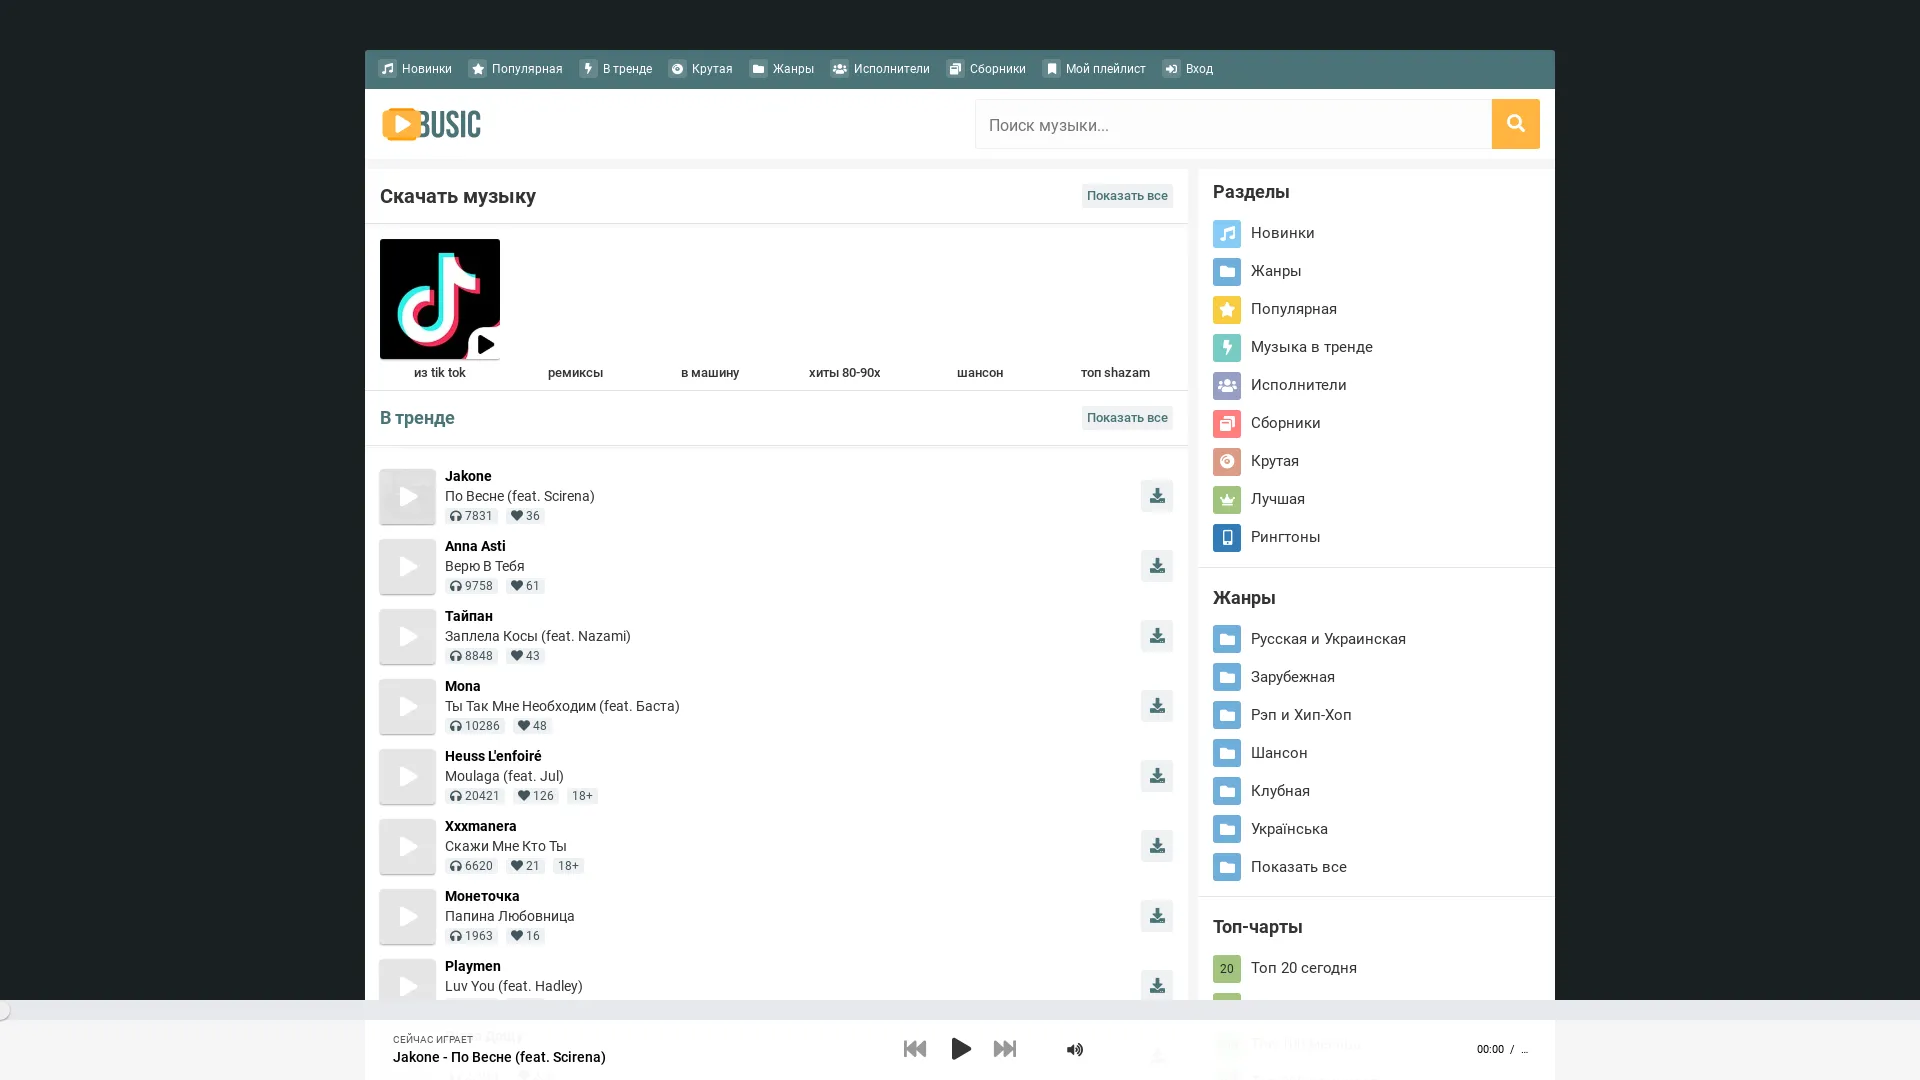 Новинки Популярная В тренде Крутая Жанры Исполнители Сборники Мой плейлист Вход
BUSIC
Поиск музыки...
Скачать музыку
Показать все
из tik tok ремиксы в машину хиты 80-90х шансон топ shazam
В тренде
Показать все
Jakone
По Весне (feat. Scirena)
7831 36
Anna Asti
Верю В Тебя
9758 61
Тайпан
Заплела Косы (feat. Nazami)
8848 43
Mona
Ты Так Мне Необходим (feat. Баста)
10286 48
Heuss L'enfoiré
Moulaga (feat. Jul)
20421 126 18+
Xxxmanera
Скажи Мне Кто Ты
6620 21 18+
Монеточка
Папина Любовница
1963 16
Playmen
Luv You (feat. Hadley)
Разделы
Новинки
Жанры
Популярная
Музыка в тренде
Исполнители
Сборники
Крутая
Лучшая
Рингтоны
Жанры
Русская и Украинская
Зарубежная
Рэп и Хип-Хоп
Шансон
Клубная
Українська
Показать все
Топ-чарты
20 Топ 20 сегодня
СЕЙЧАС ИГРАЕТ
Jakone - По Весне (feat. Scirena)
00:00 / ...